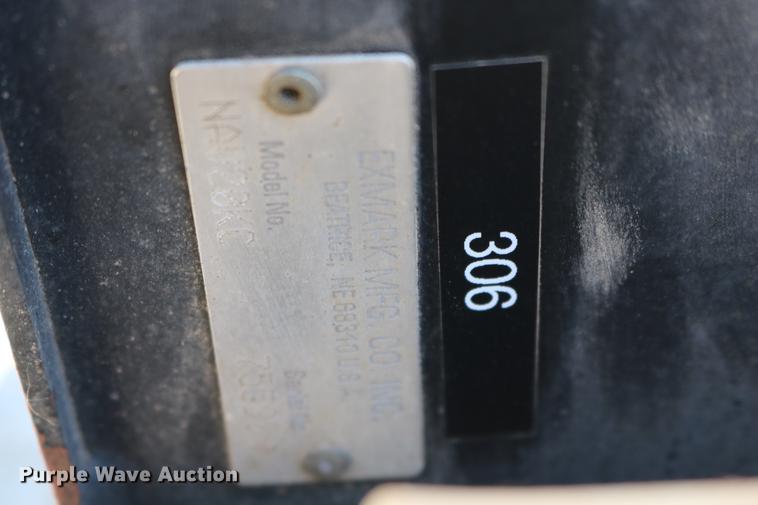 EXMARK MFG. CO. INC.
BEATRICE, NE 68310 U.S.A.
Model No.
Serial No.
306
Purple Wave Auction